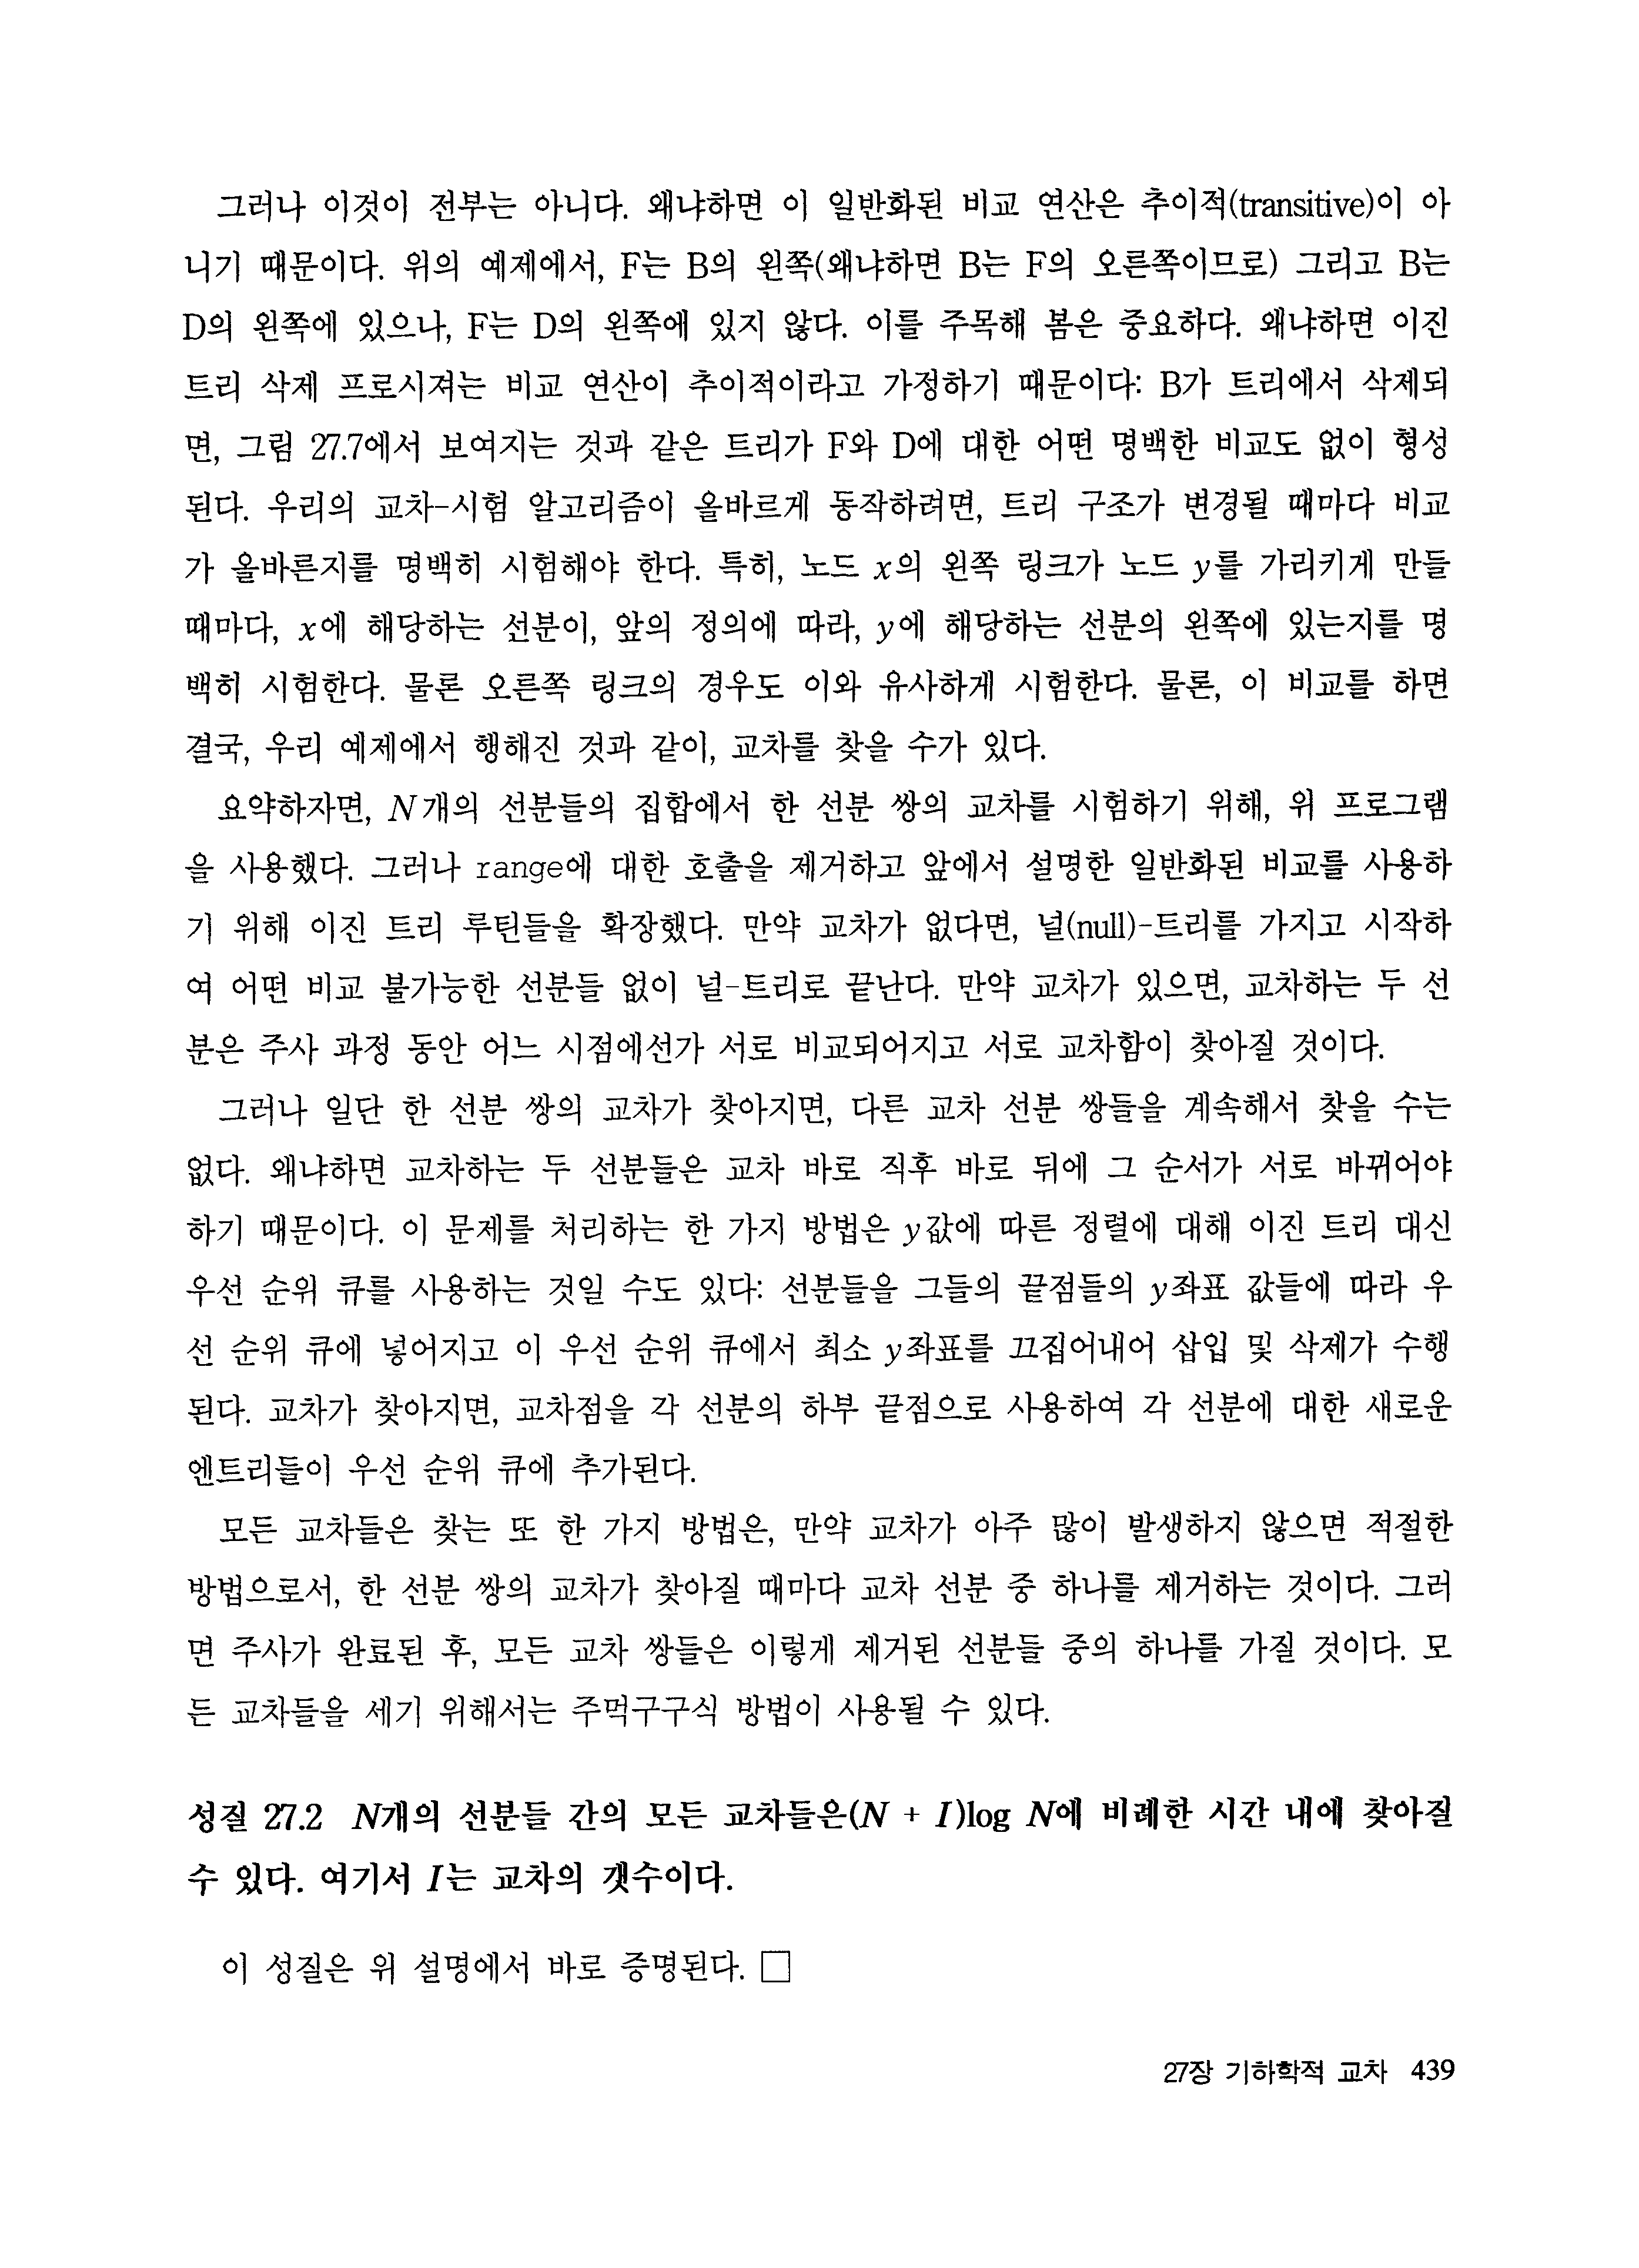 그러나 이것이 전부는 아니다. 왜냐하면 이 일반화된 비교 연산은 추이적(transitive)이 아
니기 때문이다. 위의 예제에서, F는 B의 왼쪽(왜냐하면 B는 F의 오른쪽이므로) 그리고 B는
D의 왼쪽에 있으나, F는 D의 왼쪽에 있지 않다. 이를 주목해 봄은 중요하다. 왜냐하면 이진
트리 삭제 프로시져는 비교 연산이 추이적이라고 가정하기 때문이다: B가 트리에서 삭제되
면, 그림 27.7에서 보여지는 것과 같은 트리가 F와 D에 대한 어떤 명백한 비교도 없이 형성
된다. 우리의 교차-시험 알고리즘이 올바르게 동작하려면, 트리 구조가 변경될 때마다 비교
가 올바른지를 명백히 시험해야 한다. 특히, 노드 x의 왼쪽 링크가 노드 y를 가리키게 만들
때마다, x에 해당하는 선분이, 앞의 정의에 따라, y에 해당하는 선분의 왼쪽에 있는지를 명
백히 시험한다. 물론 오른쪽 링크의 경우도 이와 유사하게 시험한다. 물론, 이 비교를 하면
결국, 우리 예제에서 행해진 것과 같이, 교차를 찾을 수가 있다.
요약하자면, N개의 선분들의 집합에서 한 선분 쌍의 교차를 시험하기 위해, 위 프로그램
을 사용했다. 그러나 range에 대한 호출을 제거하고 앞에서 설명한 일반화된 비교를 사용하
기 위해 이진 트리 루틴들을 확장했다. 만약 교차가 없다면, 널(null)-트리를 가지고 시작하
여 어떤 비교 불가능한 선분들 없이 널-트리로 끝난다. 만약 교차가 있으면, 교차하는 두 선
분은 주사 과정 동안 어느 시점에선가 서로 비교되어지고 서로 교차함이 찾아질 것이다.
그러나 일단 한 선분 쌍의 교차가 찾아지면, 다른 교차 선분 쌍들을 계속해서 찾을 수는
없다. 왜냐하면 교차하는 두 선분들은 교차 바로 직후 바로 뒤에 그 순서가 서로 바뀌어야
하기 때문이다. 이 문제를 처리하는 한 가지 방법은 y값에 따른 정렬에 대해 이진 트리 대신
우선 순위 큐를 사용하는 것일 수도 있다: 선분들을 그들의 끝점들의 y좌표 값들에 따라 우
선 순위 큐에 넣어지고 이 우선 순위 큐에서 최소 y좌표를 끄집어내어 삽입 및 삭제가 수행
된다. 교차가 찾아지면, 교차점을 각 선분의 하부 끝점으로 사용하여 각 선분에 대한 새로운
엔트리들이 우선 순위 큐에 추가된다.
모든 교차들은 찾는 또 한 가지 방법은, 만약 교차가 아주 많이 발생하지 않으면 적절한
방법으로서, 한 선분 쌍의 교차가 찾아질 때마다 교차 선분 중 하나를 제거하는 것이다. 그러
면 주사가 완료된 후, 모든 교차 쌍들은 이렇게 제거된 선분들 중의 하나를 가질 것이다. 모
든 교차들을 세기 위해서는 주먹구구식 방법이 사용될 수 있다.
성질 27.2 N개의 선분들 간의 모든 교차들은(N + I)log N에 비례한 시간 내에 찾아질
수 있다. 여기서 I는 교차의 갯수이다.
이 성질은 위 설명에서 바로 증명된다. □
27장 기하학적 교차 439